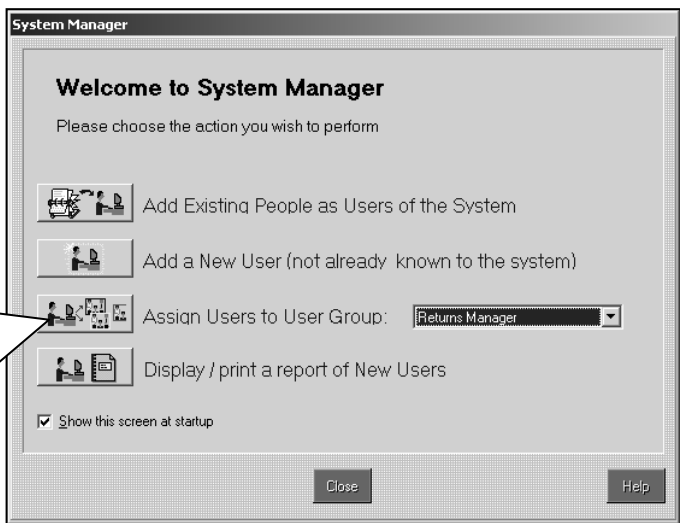 System Manager
Welcome to System Manager
Please choose the action you wish to perform
Add Existing People as Users of the System
Add a New User (not already known to the system)
Assign Users to User Group: Returns Manager
Display / print a report of New Users
Show this screen at startup
Close Help